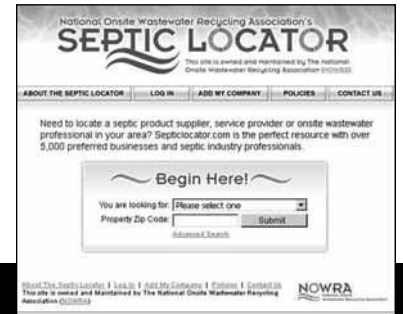 National Onsite Wastewater Recycling Association's
SEPTIC LOCATOR
This site is owned and Maintained by The National
Onsite Wastewater Recycling Association (NOWRA)
ABOUT THE SEPTIC LOCATOR
LOG IN
ADD MY COMPANY
POLICIES
CONTACT US
Need to locate a septic product supplier, service provider or onsite wastewater
professional in your area? Septiclocator.com is the perfect resource with over
5,000 preferred businesses and septic industry professionals.
Begin Here!
You are looking for: Please select one
Property Zip Code: Submit
Advanced Search
About The Septic Locator | Log In | Add My Company | Policies | Contact Us
This site is owned and Maintained by The National Onsite Wastewater Recycling
Association (NOWRA)
NOWRA